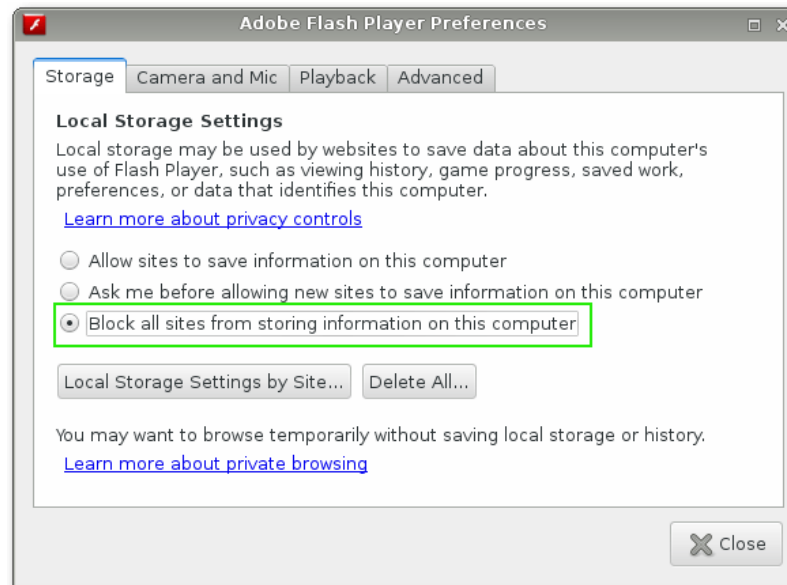 Adobe Flash Player Preferences
Storage
Camera and Mic
Playback
Advanced
Local Storage Settings
Local storage may be used by websites to save data about this computer's
use of Flash Player, such as viewing history, game progress, saved work,
preferences, or data that identifies this computer.
Learn more about privacy controls
Allow sites to save information on this computer
Ask me before allowing new sites to save information on this computer
Block all sites from storing information on this computer
Local Storage Settings by Site...
Delete All...
You may want to browse temporarily without saving local storage or history.
Learn more about private browsing
Close